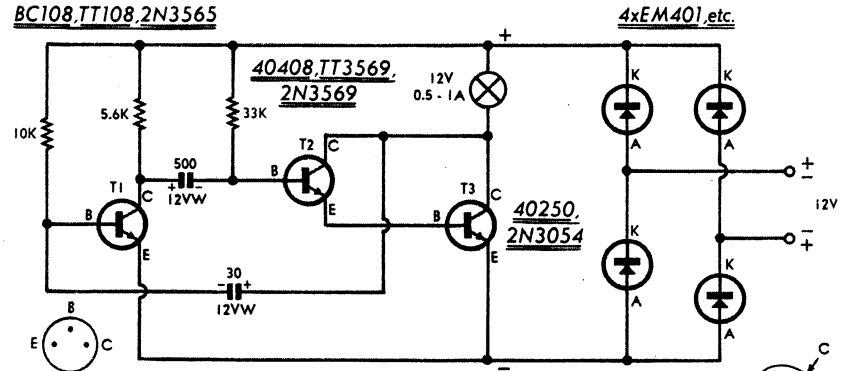 BC108,TT108,2N3565
4xEM401,etc.
+
40408,TT3569,
2N3569
12V
0.5 - 1A
K
K
5.6K
33K
10K
A
A
T2
C
500
+ -
12VW
B
E
T1
C
B
E
T3
C
B
E
40250,
2N3054
+
-
12V
-
+
K
K
A
A
30
- +
12VW
B
E
C
-
C